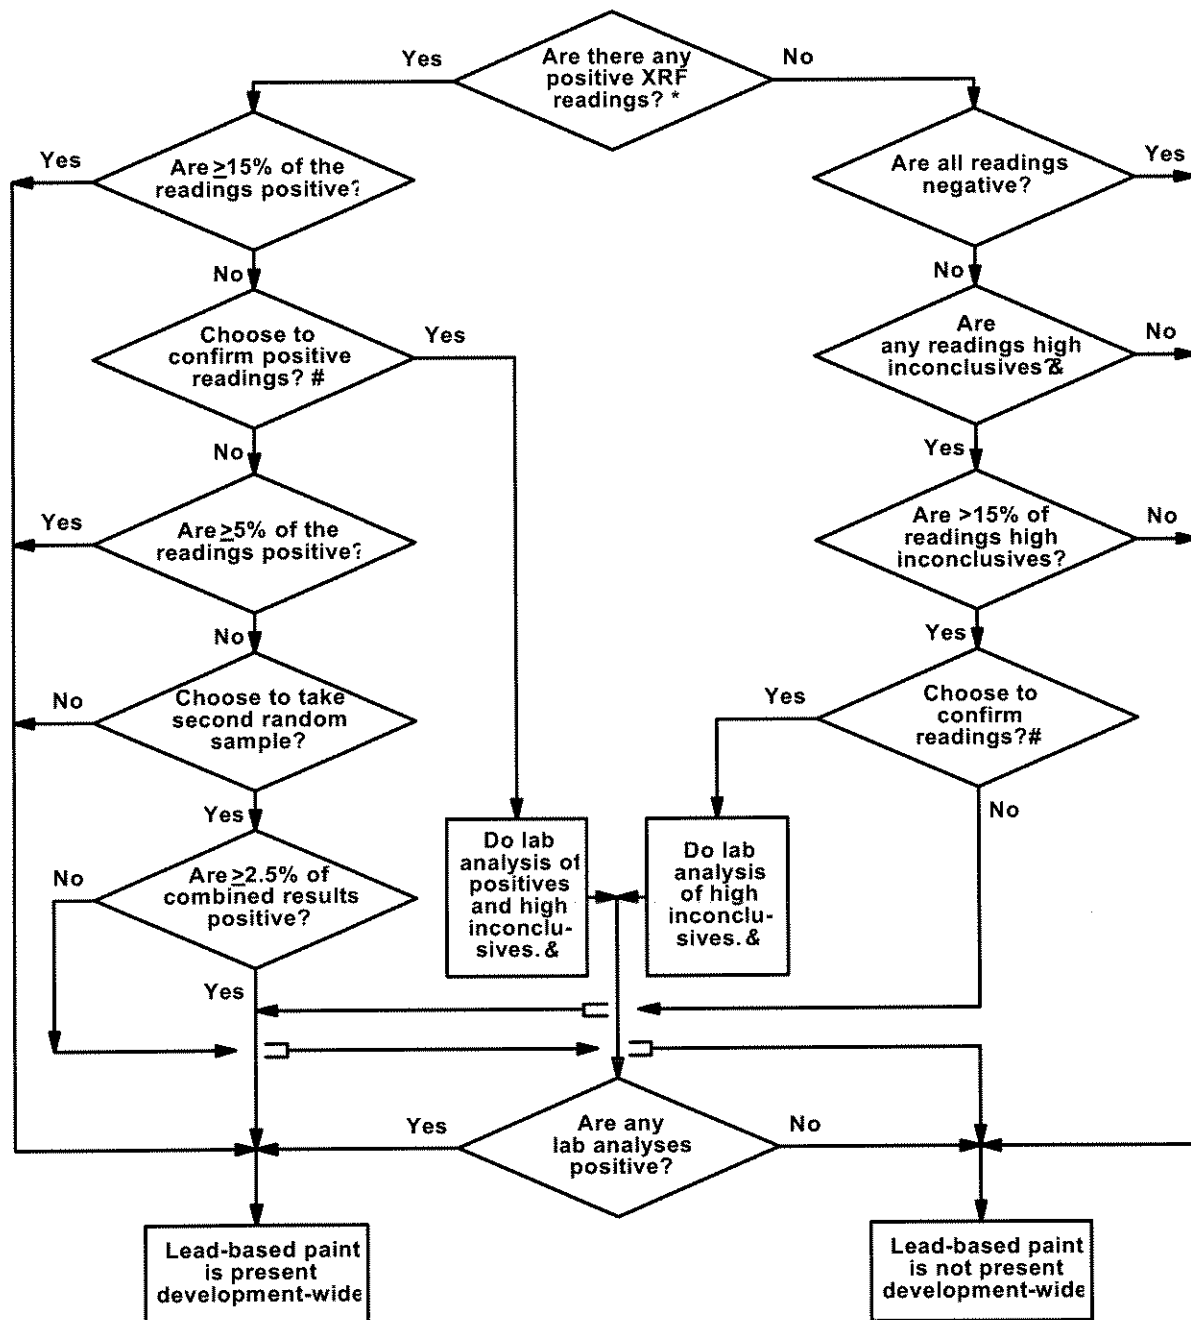 Are there any
positive XRF
readings? *
Yes
No
Are ≥15% of the
readings positive?
Yes
No
Are all readings
negative?
Yes
No
Choose to
confirm positive
readings? #
Yes
No
Are
any readings high
inconclusives?&
No
Yes
Are ≥5% of the
readings positive?
Yes
No
Are >15% of
readings high
inconclusives?
No
Yes
Choose to take
second random
sample?
No
Yes
Choose to
confirm
readings?#
Yes
No
Are ≥2.5% of
combined results
positive?
No
Yes
Do lab
analysis of
positives
and high
inconclu-
sives. &
Do lab
analysis
of high
inconclu-
sives. &
Are any
lab analyses
positive?
Yes
No
Lead-based paint
is present
development-wide
Lead-based paint
is not present
development-wide